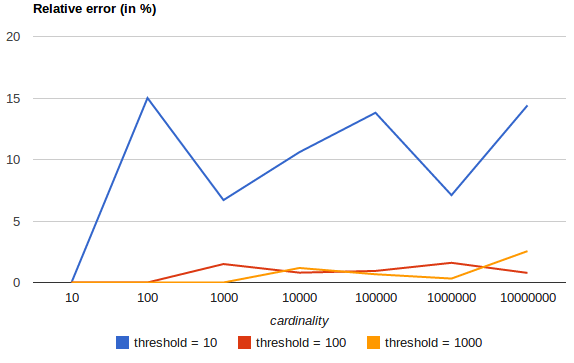 Relative error (in %)
20
15
10
5
0
10 100 1000 10000 100000 1000000 10000000
cardinality
threshold = 10 threshold = 100 threshold = 1000